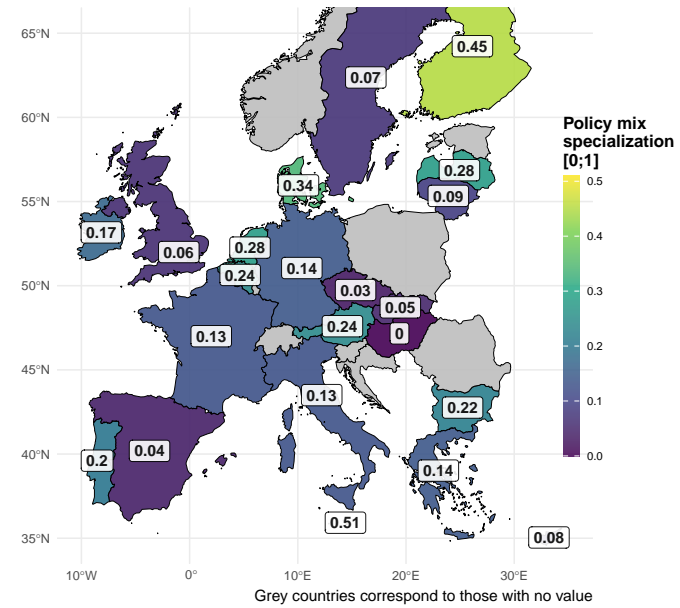 65°N
0.45
0.07
60°N
Policy mix
specialization
[0;1]
0.28
0.5
0.34
0.09
55°N
0.17
0.4
0.28
0.06
0.24
0.14
50°N
0.03
0.3
0.05
0.24
0
0.13
0.2
45°N
0.13
0.1
0.22
0.04
0.2
0.0
40°N
0.14
0.51
35°N
0.08
10°W
0°
10°E
20°E
30°E
Grey countries correspond to those with no value